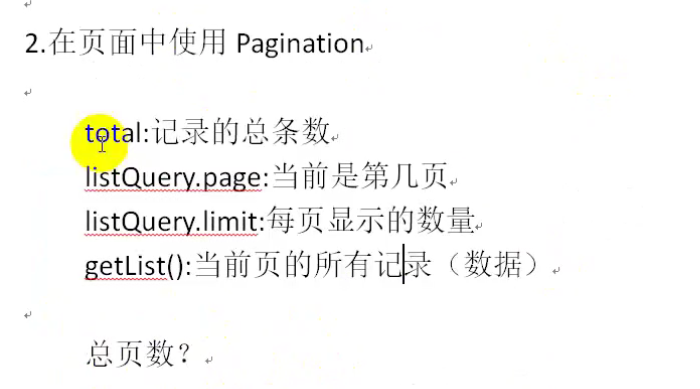 2.在页面中使用 Pagination
total:记录的总条数
listQuery.page:当前是第几页
listQuery.limit:每页显示的数量
getList():当前页的所有记录（数据）
总页数？